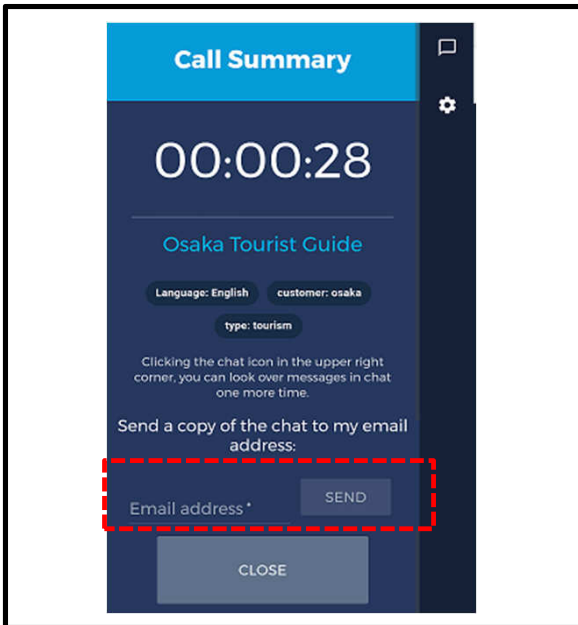 Call Summary
00:00:28
Osaka Tourist Guide
Language: English customer: osaka
type: tourism
Clicking the chat icon in the upper right
corner, you can look over messages in chat
one more time.
Send a copy of the chat to my email
address:
Email address * SEND
CLOSE